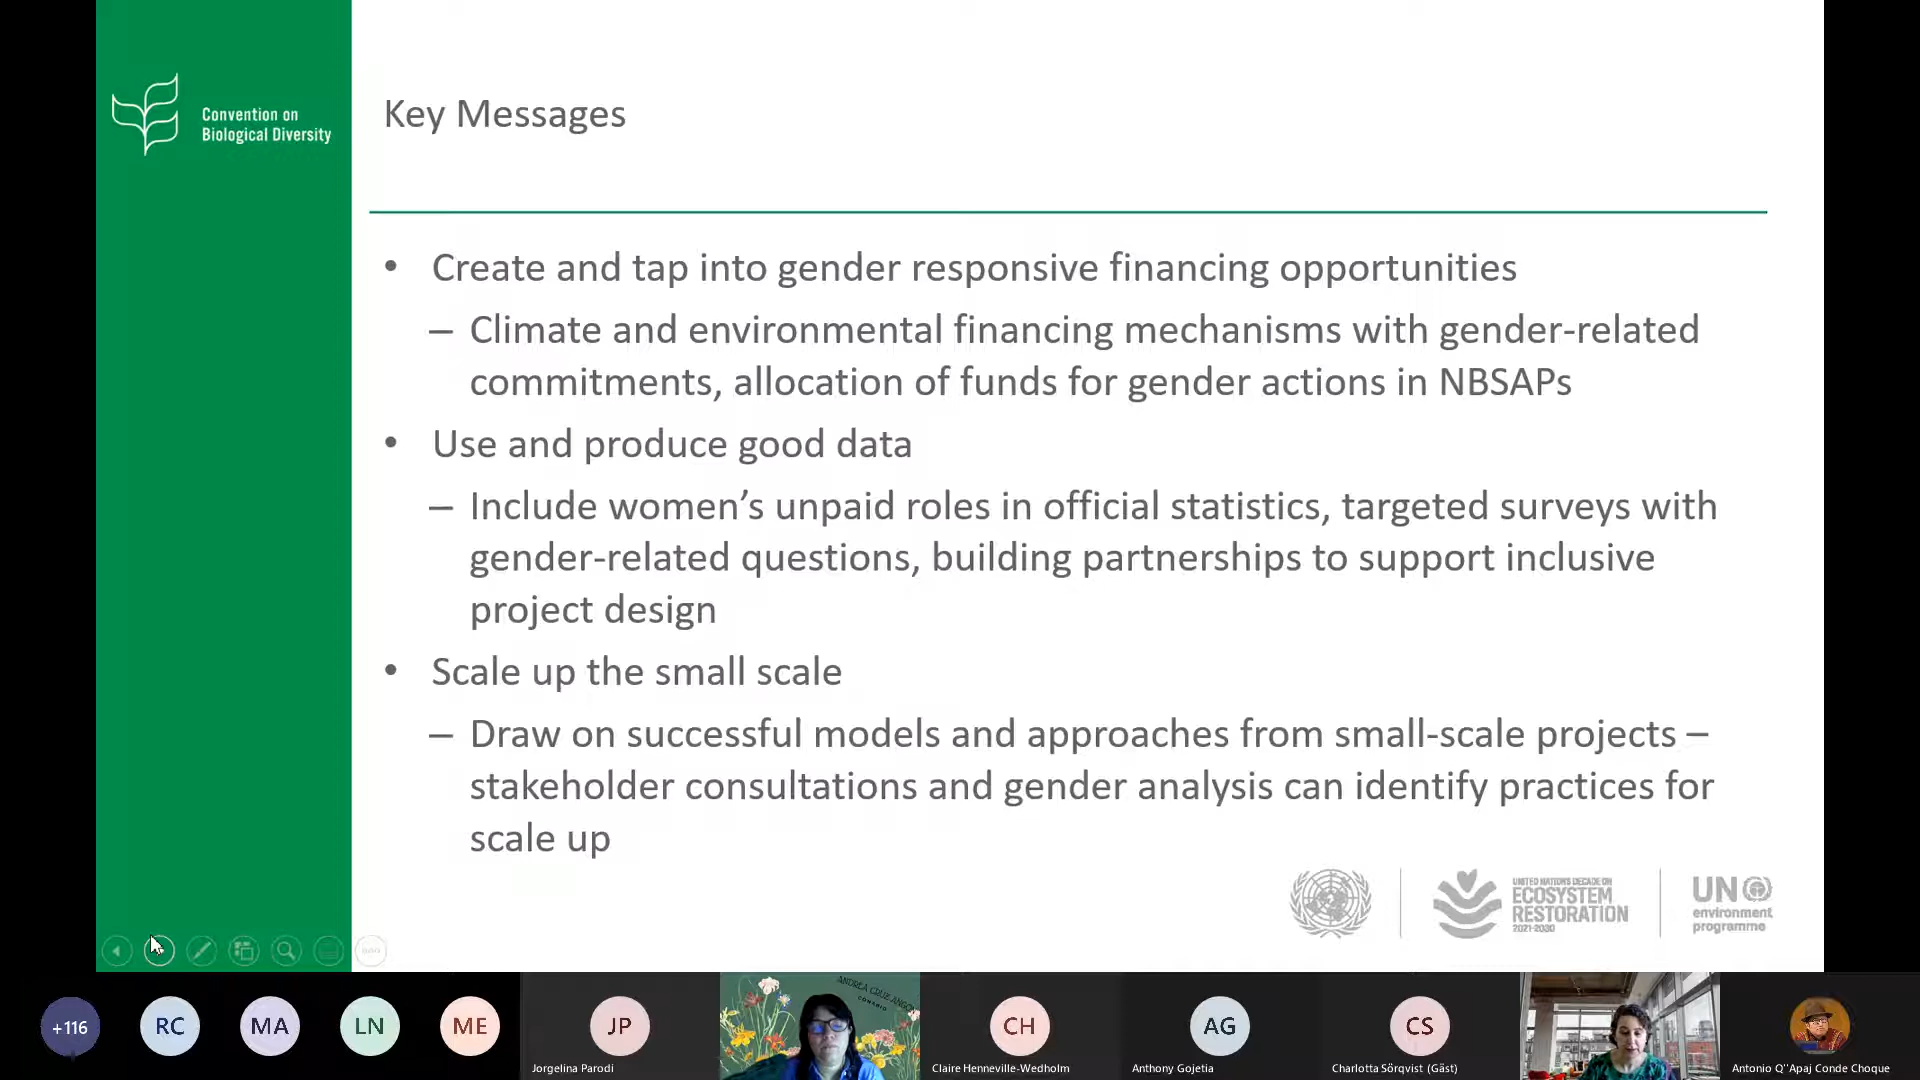 Convention on
Biological Diversity
Key Messages
• Create and tap into gender responsive financing opportunities
– Climate and environmental financing mechanisms with gender-related
commitments, allocation of funds for gender actions in NBSAPs
• Use and produce good data
– Include women’s unpaid roles in official statistics, targeted surveys with
gender-related questions, building partnerships to support inclusive
project design
• Scale up the small scale
– Draw on successful models and approaches from small-scale projects –
stakeholder consultations and gender analysis can identify practices for
scale up
UNITED NATIONS DECADE ON
ECOSYSTEM
RESTORATION
2021-2030
UN
environment
programme
+116
RC
MA
LN
ME
JP
Jorgelina Parodi
ANDREA CRUZ ANGÓN
CONABIO
CH
Claire Henneville-Wedholm
AG
Anthony Gojetia
CS
Charlotta Sörqvist (Gäst)
Antonio Q''Apaj Conde Choque